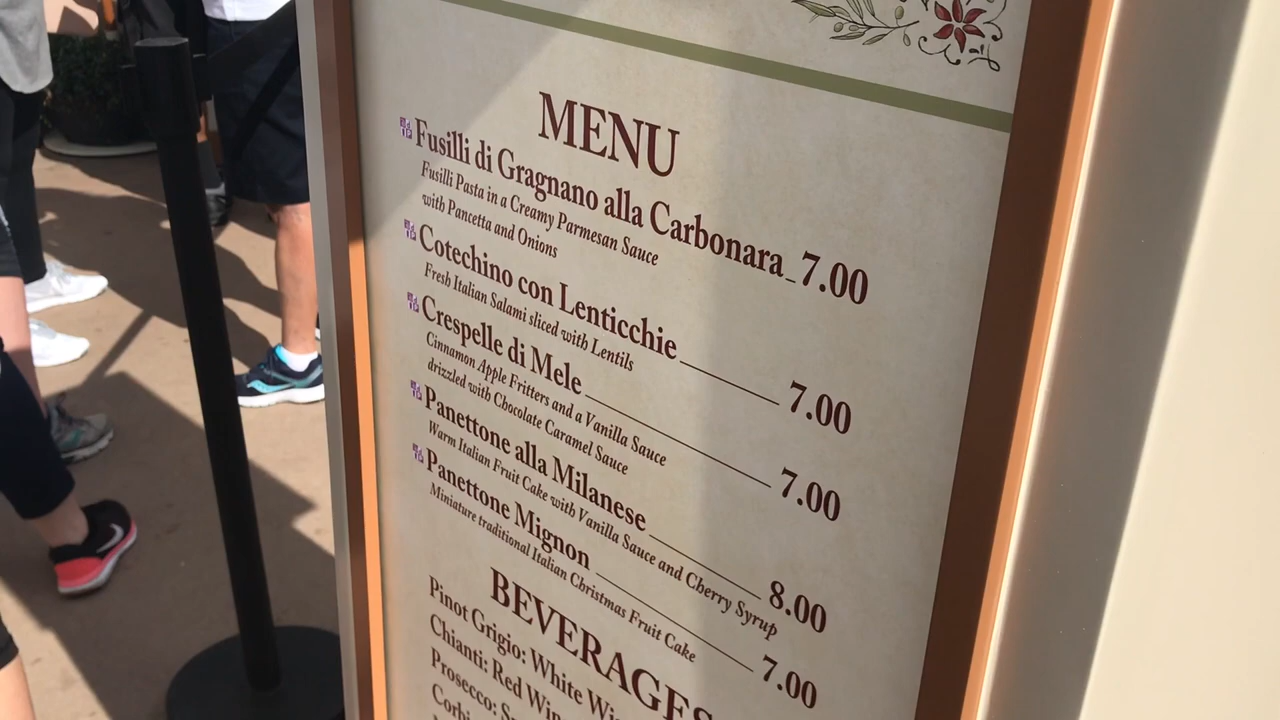 MENU
Fusilli di Gragnano alla Carbonara 7.00
Fusilli Pasta in a Creamy Parmesan Sauce
with Pancetta and Onions
Cotechino con Lenticchie 7.00
Fresh Italian Salami sliced with Lentils
Crespelle di Mele 7.00
Cinnamon Apple Fritters and a Vanilla Sauce
drizzled with Chocolate Caramel Sauce
Panettone alla Milanese 8.00
Warm Italian Fruit Cake with Vanilla Sauce and Cherry Syrup
Panettone Mignon 7.00
Miniature traditional Italian Christmas Fruit Cake
BEVERAGES
Pinot Grigio: White
Chianti: Red
Prosecco: